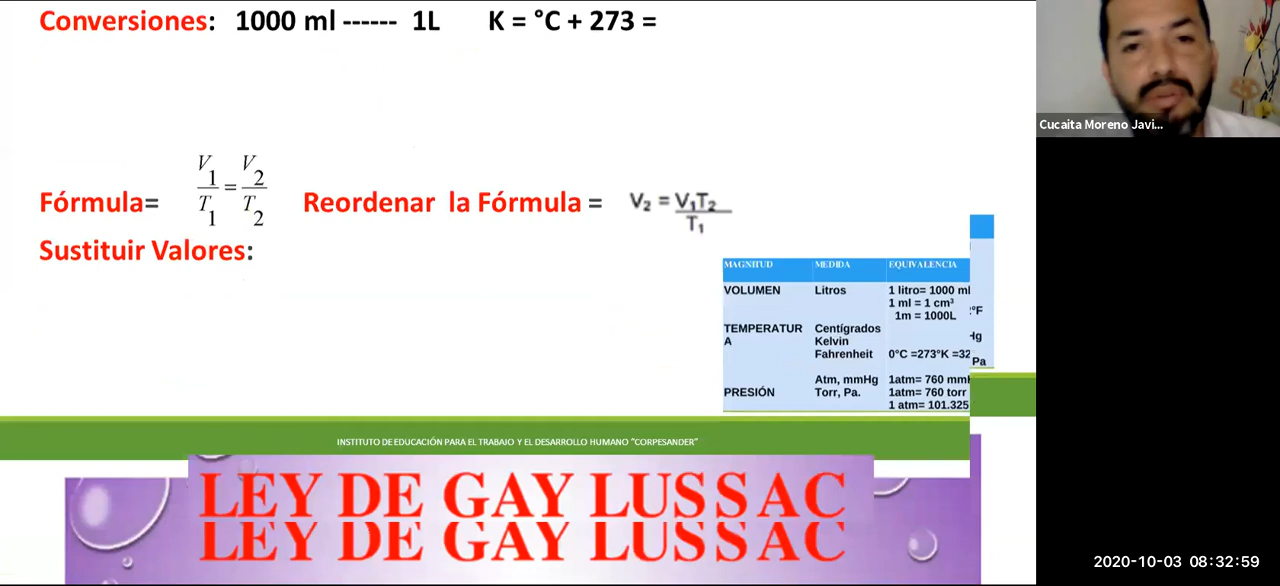 Conversiones: 1000 ml ------ 1L K = °C + 273 =
Fórmula= V1/T1 = V2/T2 Reordenar la Fórmula = V2 = V1T2/T1
Sustituir Valores:
MAGNITUD MEDIDA EQUIVALENCIA
VOLUMEN Litros 1 litro= 1000 ml
1 ml = 1 cm³
1m = 1000L
°F
TEMPERATUR Centígrados
A Kelvin
Hg
Fahrenheit 0°C =273°K =32
Pa
Atm, mmHg 1atm= 760 mmH
PRESIÓN Torr, Pa. 1atm= 760 torr
1 atm= 101.325
INSTITUTO DE EDUCACIÓN PARA EL TRABAJO Y EL DESARROLLO HUMANO “CORPESANDER”
LEY DE GAY LUSSAC
LEY DE GAY LUSSAC
Cucaita Moreno Javi...
2020-10-03 08:32:59